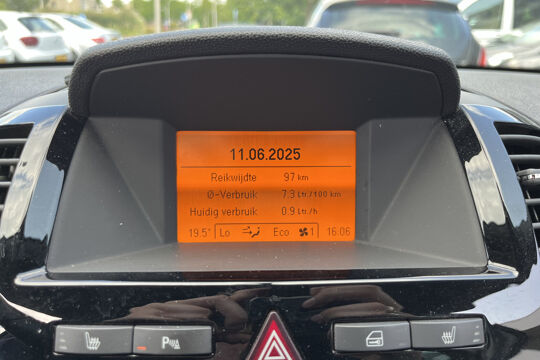 11.06.2025
Reikwijdte 97 km
Ø-Verbruik 7.3 Ltr/100 km
Huidig verbruik 0.9 Ltr/h
19.5° Lo Eco 1 16:06
P